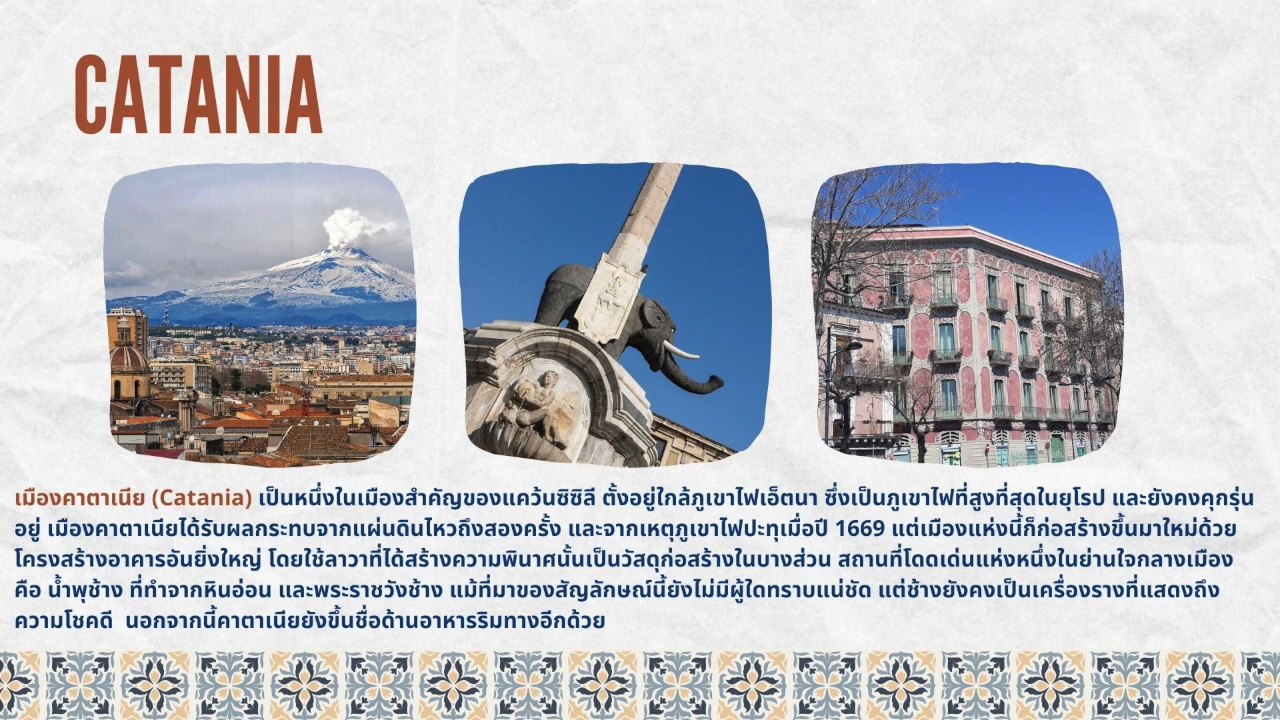 CATANIA
เมืองคาตาเนีย (Catania) เป็นหนึ่งในเมืองสำคัญของแคว้นซิซิลี ตั้งอยู่ใกล้ภูเขาไฟเอ็ตนา ซึ่งเป็นภูเขาไฟที่สูงที่สุดในยุโรป และยังคงคุกรุ่น
อยู่ เมืองคาตาเนียได้รับผลกระทบจากแผ่นดินไหวถึงสองครั้ง และจากเหตุภูเขาไฟปะทุเมื่อปี 1669 แต่เมืองแห่งนี้ก็ก่อสร้างขึ้นมาใหม่ด้วย
โครงสร้างอาคารอันยิ่งใหญ่ โดยใช้ลาวาที่ได้สร้างความพินาศนั้นเป็นวัสดุก่อสร้างในบางส่วน สถานที่โดดเด่นแห่งหนึ่งในย่านใจกลางเมือง
คือ น้ำพุช้าง ที่ทำจากหินอ่อน และพระราชวังช้าง แม้ที่มาของสัญลักษณ์นี้ยังไม่มีผู้ใดทราบแน่ชัด แต่ช้างยังคงเป็นเครื่องรางที่แสดงถึง
ความโชคดี นอกจากนี้คาตาเนียยังขึ้นชื่อด้านอาหารริมทางอีกด้วย